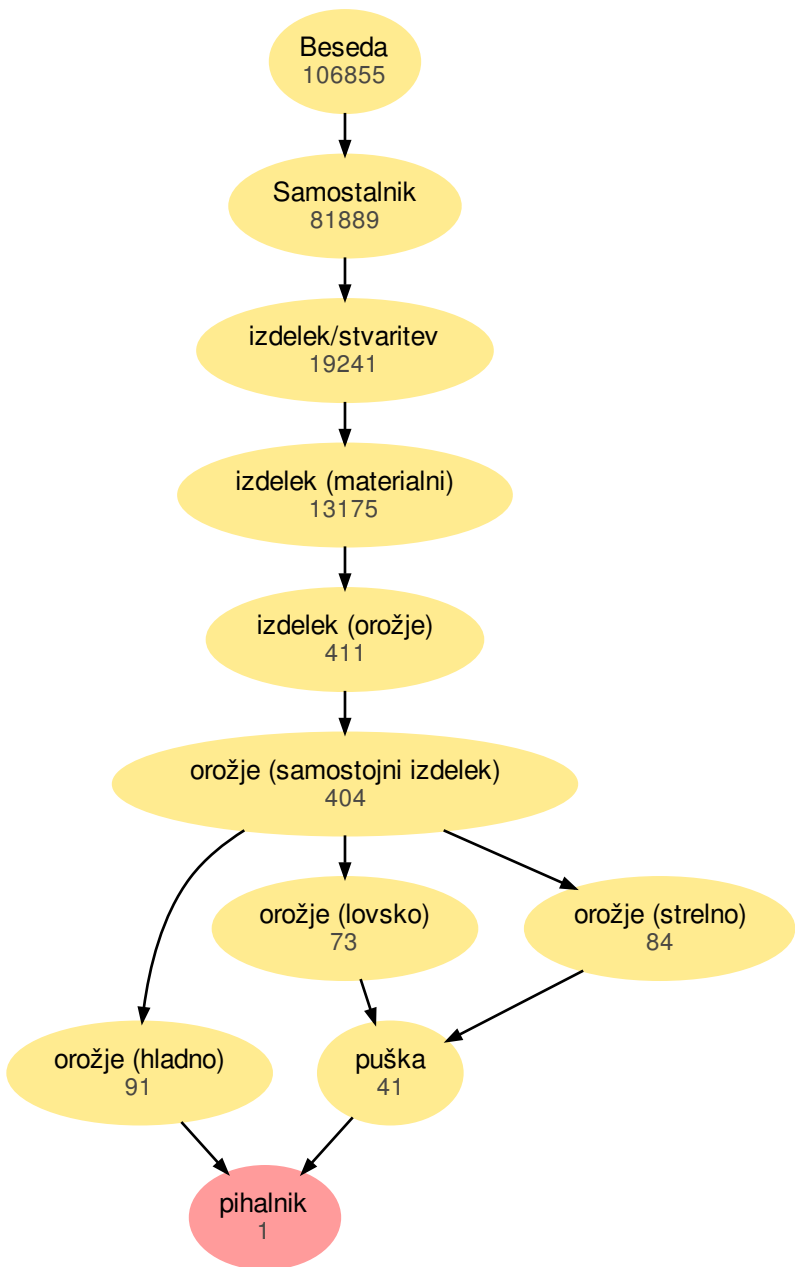 Beseda
106855
Samostalnik
81889
izdelek/stvaritev
19241
izdelek (materialni)
13175
izdelek (orožje)
411
orožje (samostojni izdelek)
404
orožje (lovsko)
73
orožje (strelno)
84
orožje (hladno)
91
puška
41
pihalnik
1